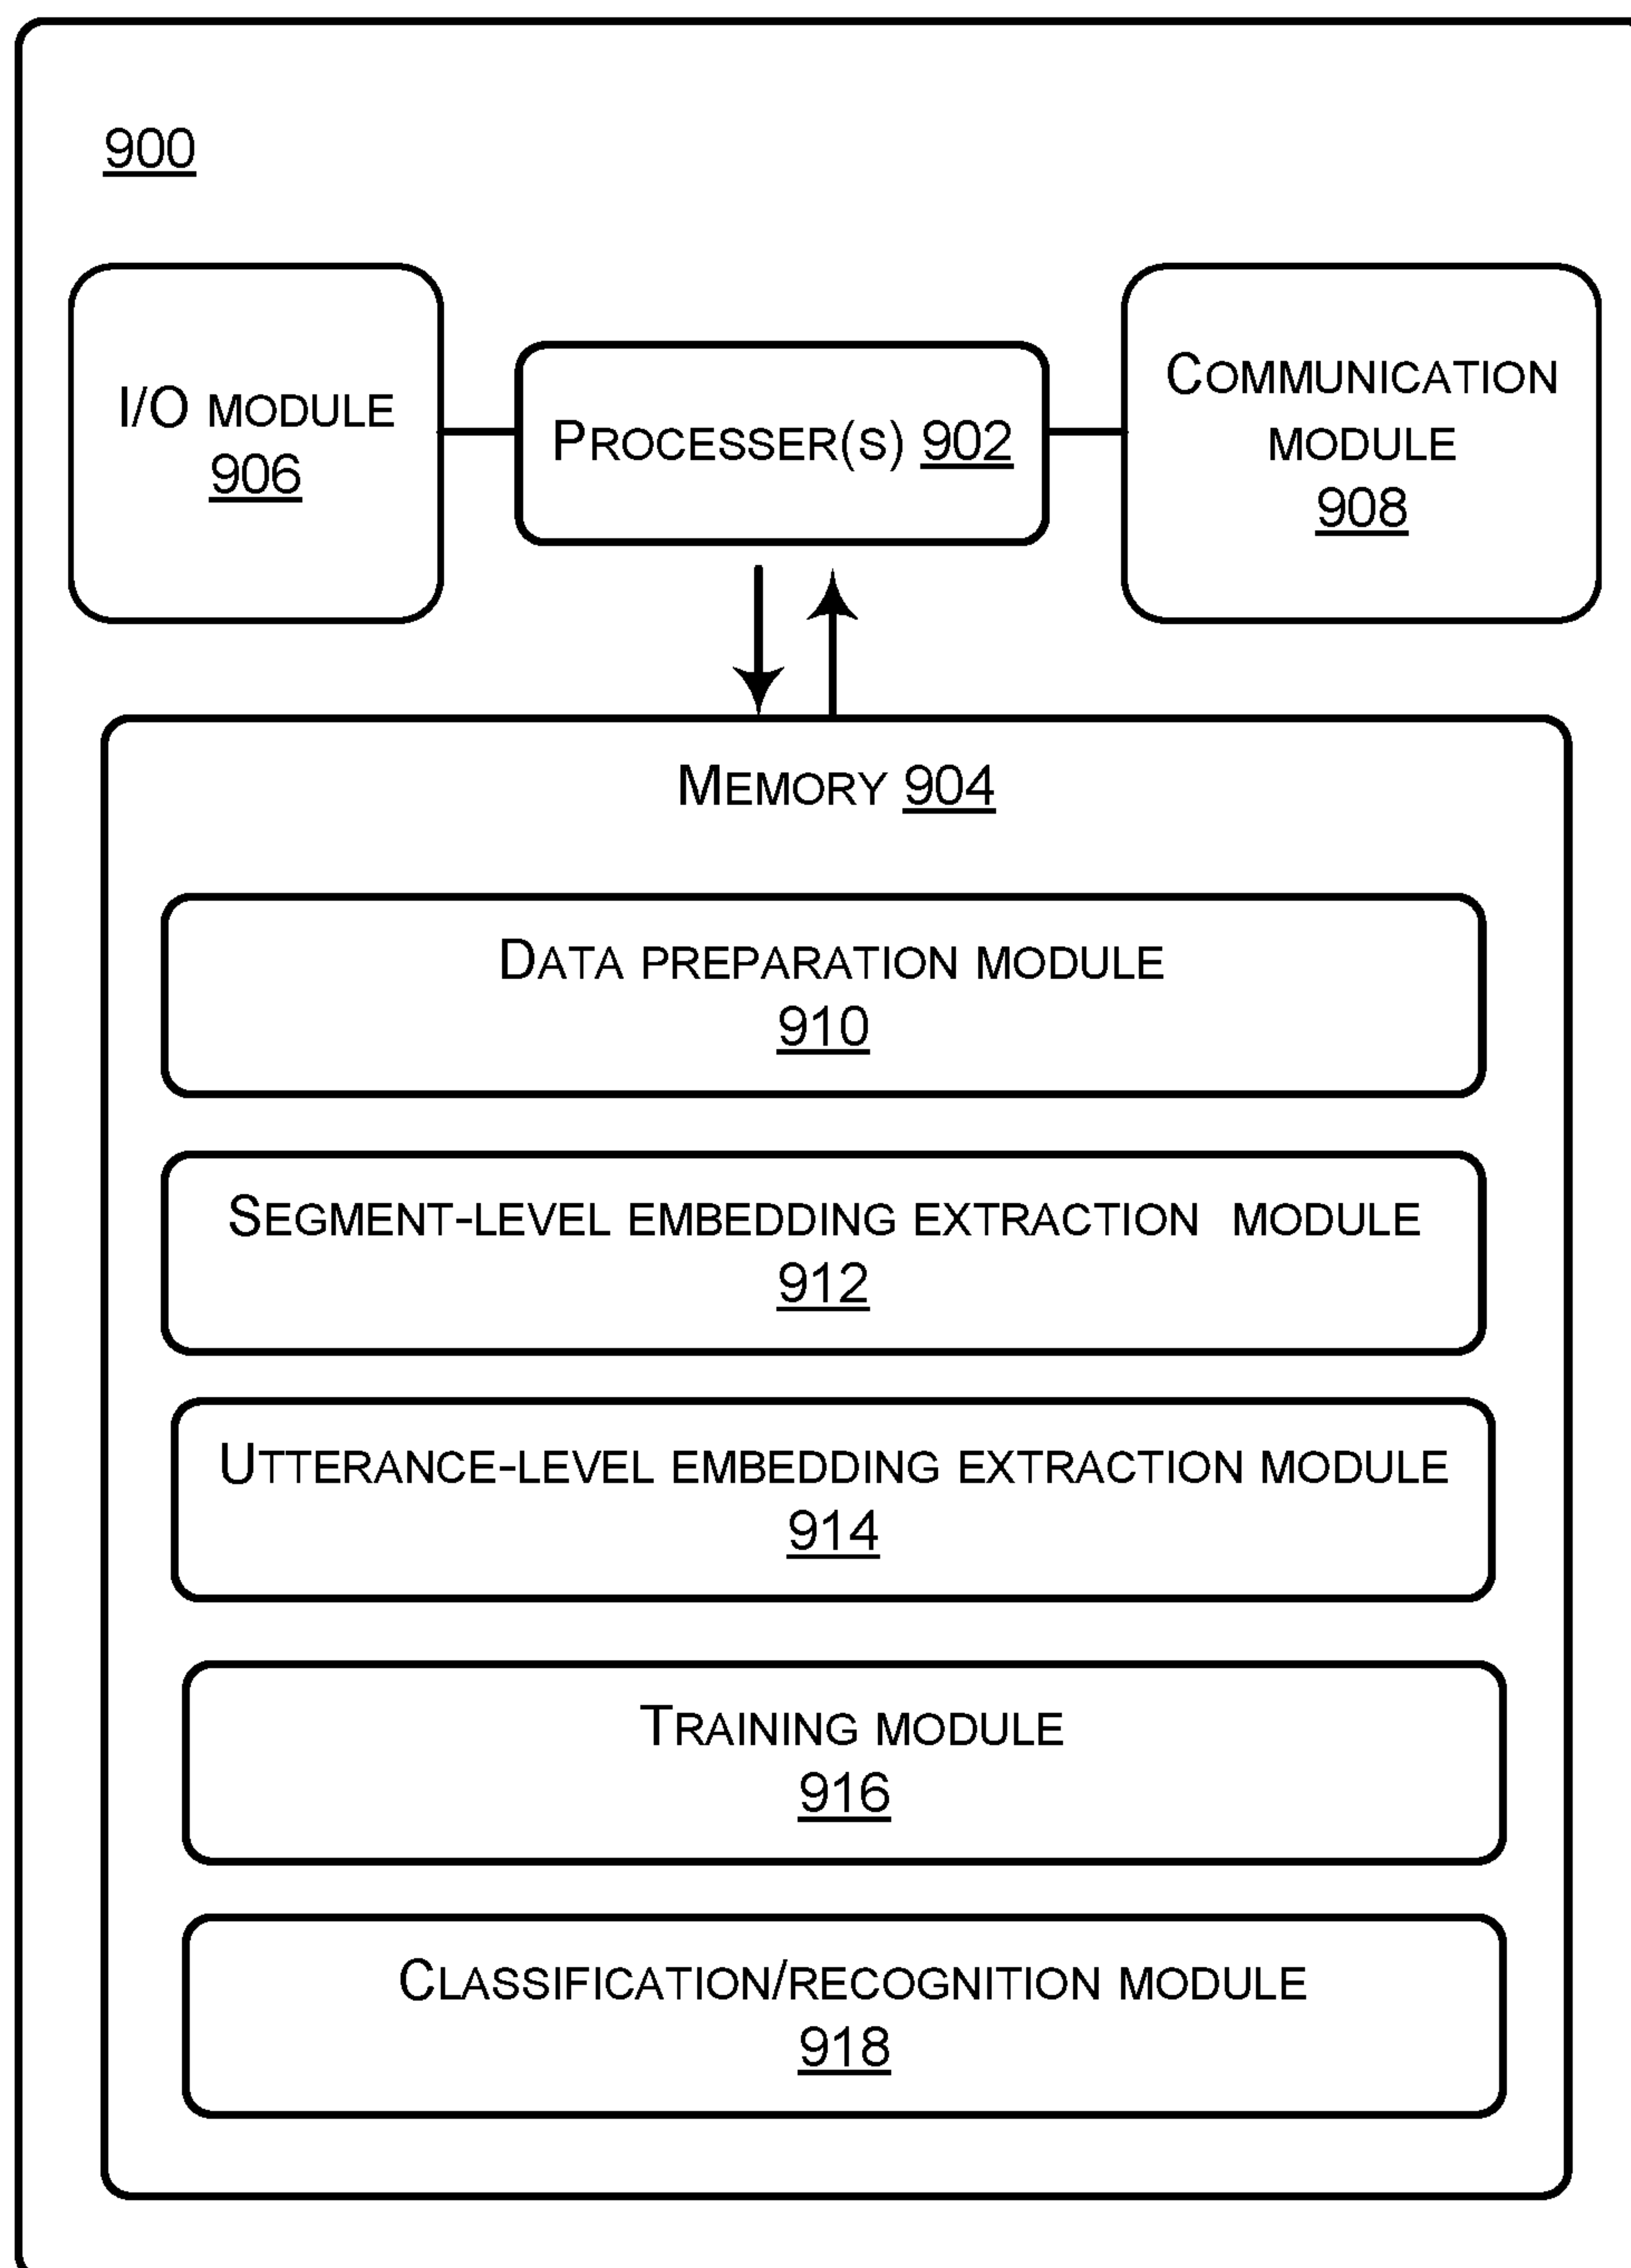 900
I/O MODULE
906
PROCESSER(S) 902
COMMUNICATION
MODULE
908
MEMORY 904
DATA PREPARATION MODULE
910
SEGMENT-LEVEL EMBEDDING EXTRACTION MODULE
912
UTTERANCE-LEVEL EMBEDDING EXTRACTION MODULE
914
TRAINING MODULE
916
CLASSIFICATION/RECOGNITION MODULE
918